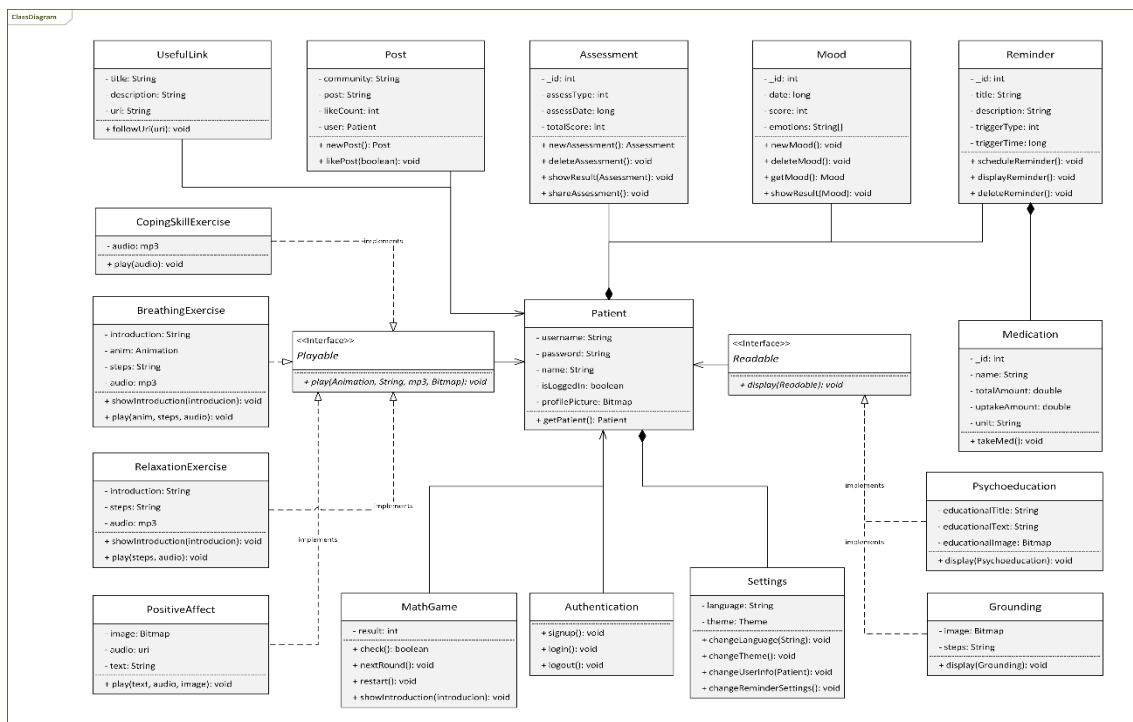 ClassDiagram
UsefulLink
- title: String
- description: String
- uri: String
+ followUri(uri): void
Post
- community: String
- post: String
- likeCount: int
- user: Patient
+ newPost(): Post
+ likePost(boolean): void
Assessment
- _id: int
- assessType: int
- assessDate: long
- totalScore: int
+ newAssessment(): Assessment
+ deleteAssessment(): void
+ showResult(Assessment): void
+ shareAssessment(): void
Mood
- _id: int
- date: long
- score: int
- emotions: String[]
+ newMood(): void
+ deleteMood(): void
+ getMood(): Mood
+ showResult(Mood): void
Reminder
- _id: int
- title: String
- description: String
- triggerType: int
- triggerTime: long
+ scheduleReminder(): void
+ displayReminder(): void
+ deleteReminder(): void
CopingSkillExercise
- audio: mp3
+ play(audio): void
implements
BreathingExercise
- introduction: String
- anim: Animation
- steps: String
- audio: mp3
+ showIntroduction(introducion): void
+ play(anim, steps, audio): void
<<Interface>>
Playable
+ play(Animation, String, mp3, Bitmap): void
Patient
- username: String
- password: String
- name: String
- isLoggedIn: boolean
- profilePicture: Bitmap
+ getPatient(): Patient
<<Interface>>
Readable
+ display(Readable): void
Medication
- _id: int
- name: String
- totalAmount: double
- uptakeAmount: double
- unit: String
+ takeMed(): void
RelaxationExercise
- introduction: String
- steps: String
- audio: mp3
+ showIntroduction(introducion): void
+ play(steps, audio): void
implements
implements
implements
implements
Psychoeducation
- educationalTitle: String
- educationalText: String
- educationalImage: Bitmap
+ display(Psychoeducation): void
PositiveAffect
- image: Bitmap
- audio: uri
- text: String
+ play(text, audio, image): void
MathGame
- result: int
+ check(): boolean
+ nextRound(): void
+ restart(): void
+ showIntroduction(introducion): void
Authentication
+ signup(): void
+ login(): void
+ logout(): void
Settings
- language: String
- theme: Theme
+ changeLanguage(String): void
+ changeTheme(): void
+ changeUserInfo(Patient): void
+ changeReminderSettings(): void
Grounding
- image: Bitmap
- steps: String
+ display(Grounding): void